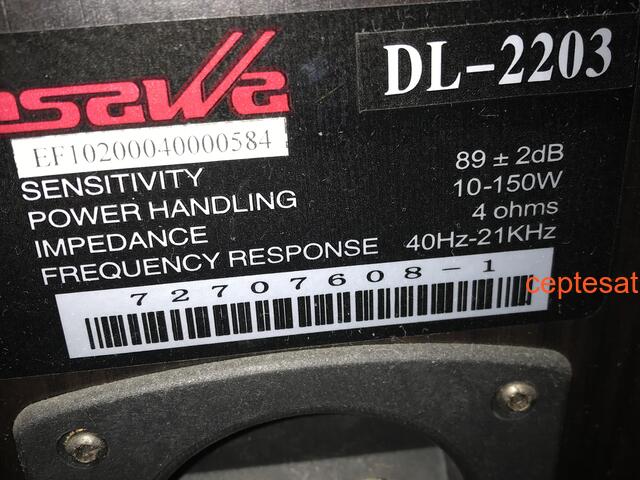 DL-2203
EF10200040000584
SENSITIVITY 89 ± 2dB
POWER HANDLING 10-150W
IMPEDANCE 4 ohms
FREQUENCY RESPONSE 40Hz-21KHz
72707608-1
ceptesat